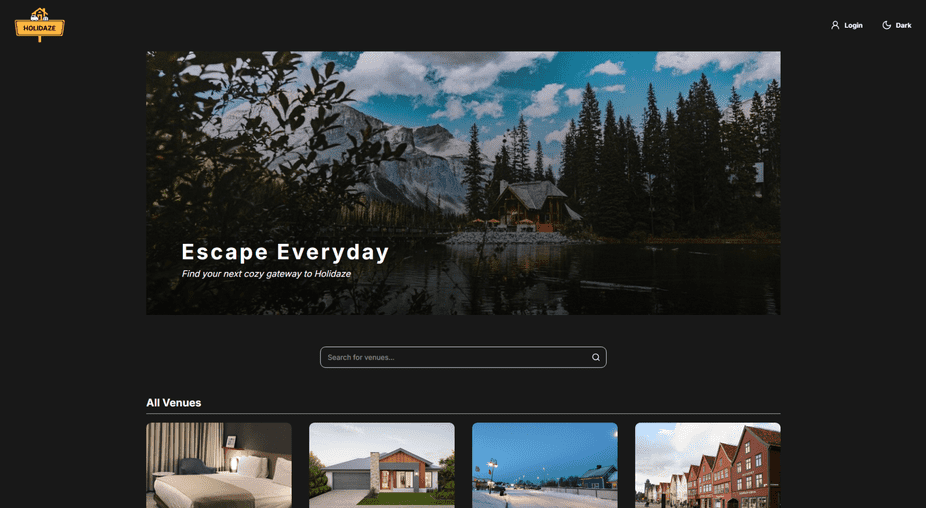 HOLIDAZE
Login
Dark
Escape Everyday
Find your next cozy gateway to Holidaze
Search for venues...
All Venues